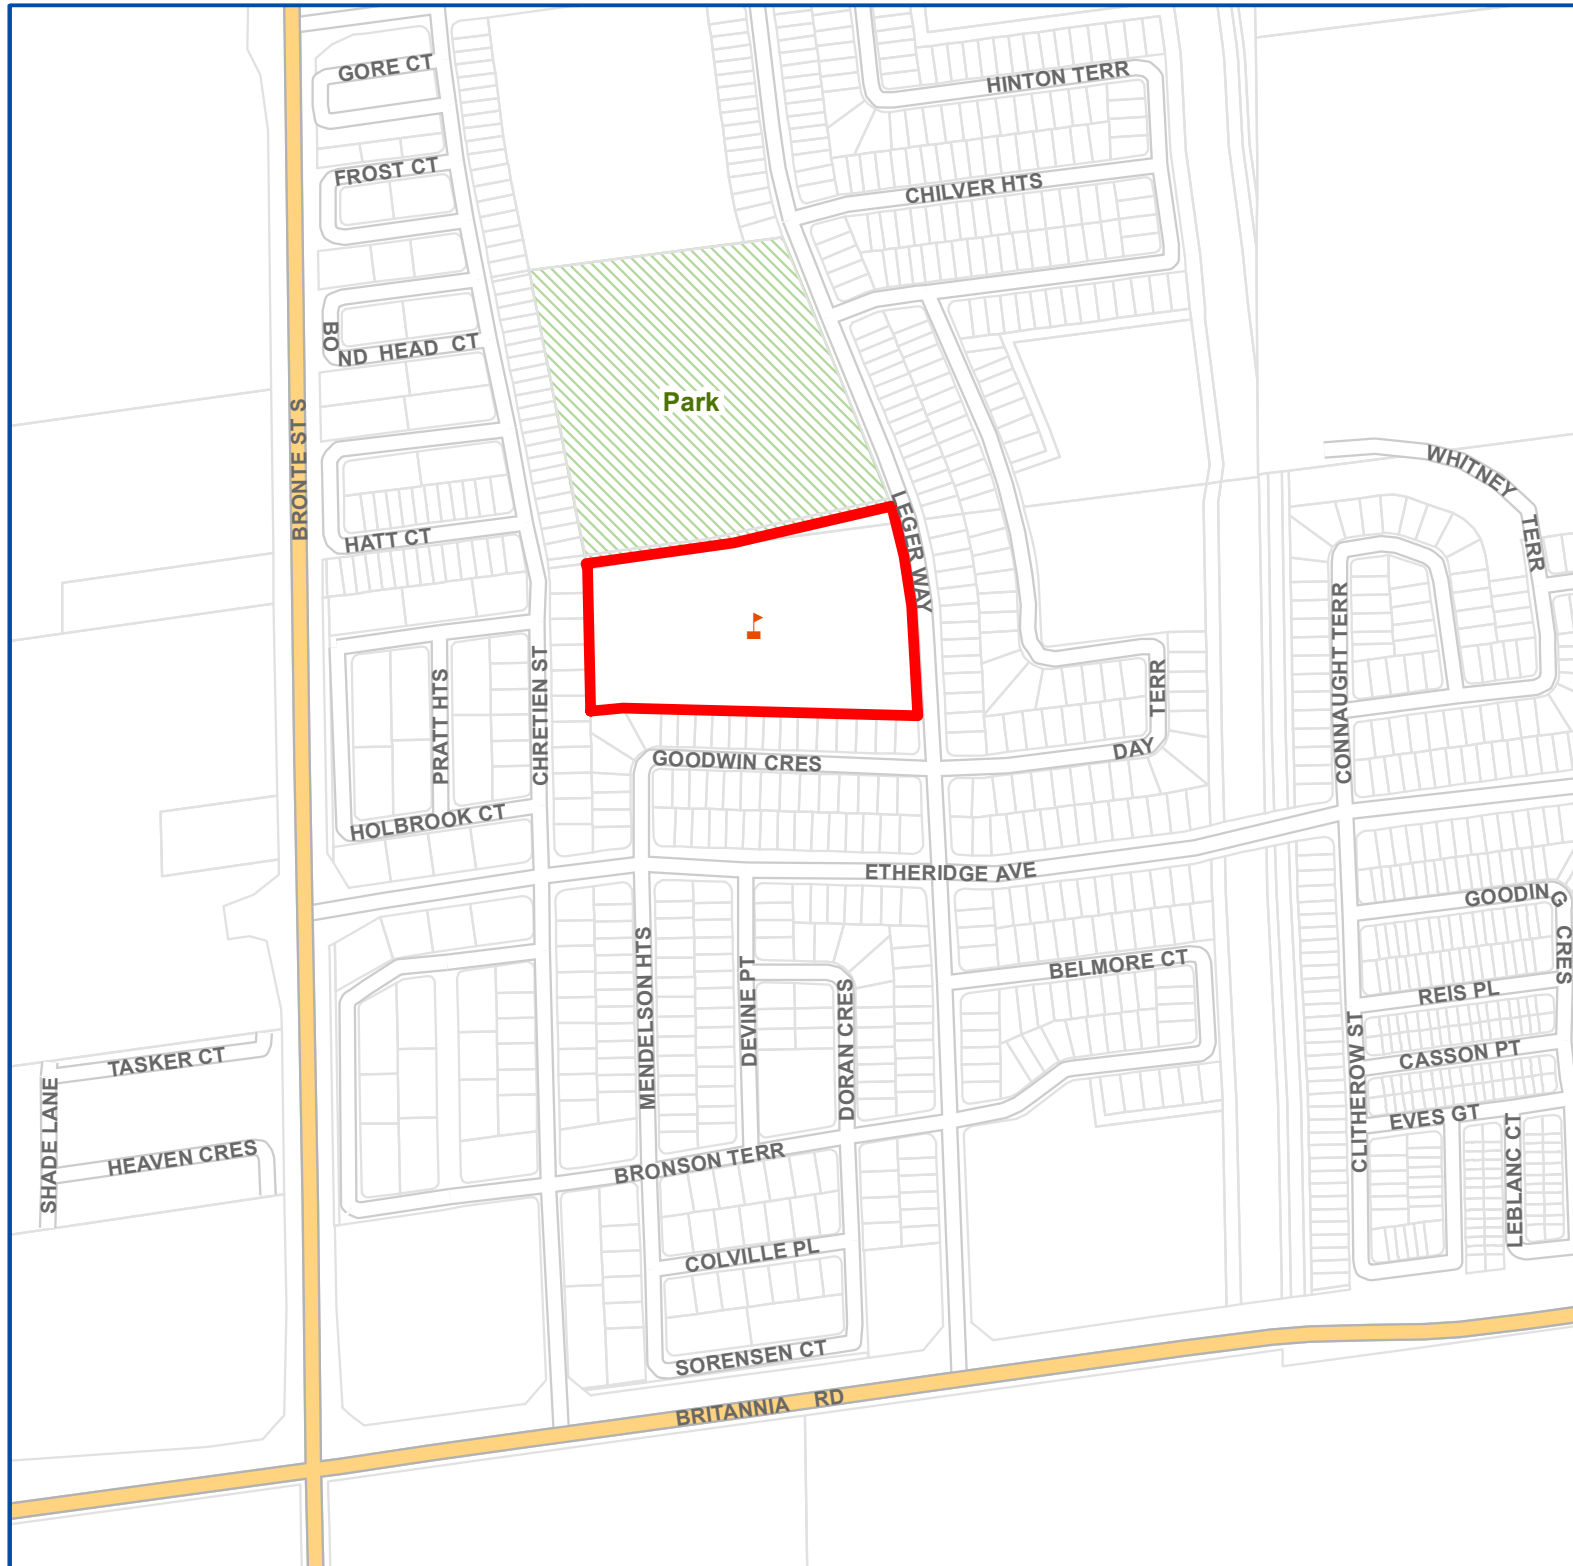 GORE CT
HINTON TERR
FROST CT
CHILVER HTS
BOND HEAD CT
Park
BRONTE ST S
WHITNEY TERR
HATT CT
LEGER WAY
CONNAUGHT TERR
PRATT HTS
CHRETIEN ST
DAY TERR
GOODWIN CRES
HOLBROOK CT
ETHERIDGE AVE
GOODING CRES
MENDELSON HTS
DEVINE PT
DORAN CRES
BELMORE CT
REIS PL
TASKER CT
CASSON PT
SHADE LANE
CLITHEROW ST
EVES GT
LEBLANC CT
HEAVEN CRES
BRONSON TERR
COLVILLE PL
SORENSEN CT
BRITANNIA RD